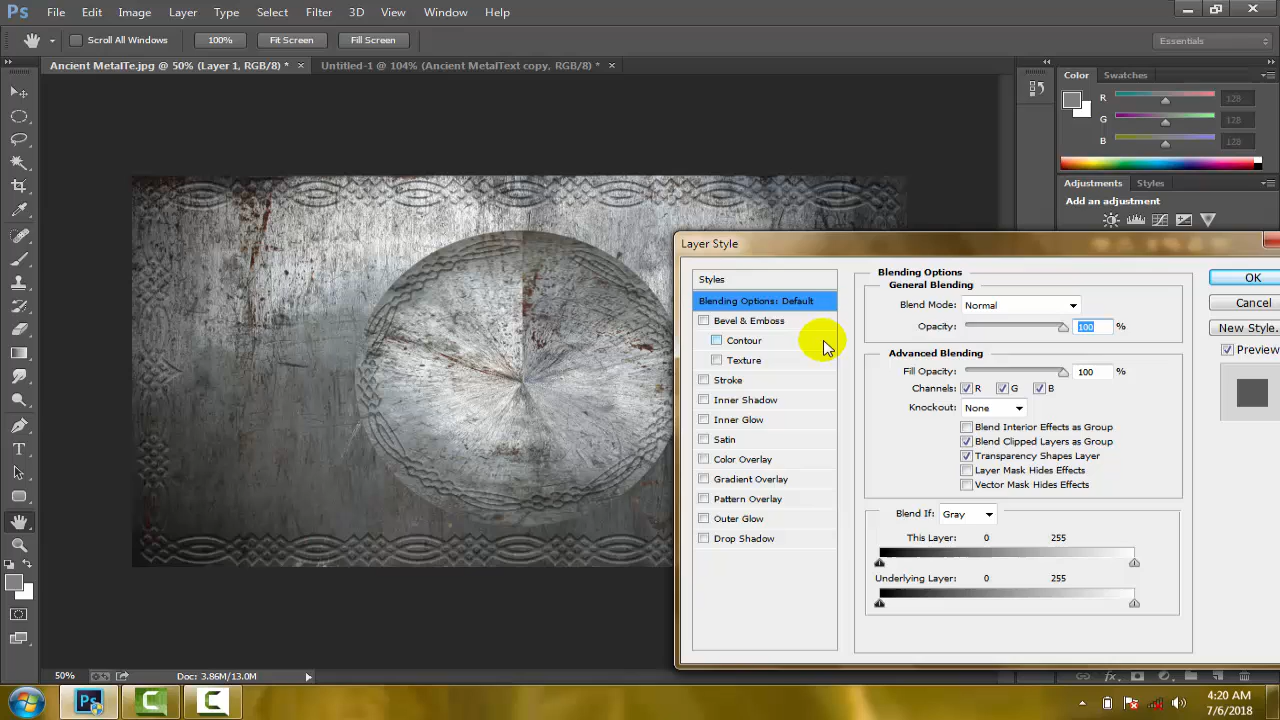 Ps File Edit Image Layer Type Select Filter 3D View Window Help
Scroll All Windows 100% Fit Screen Fill Screen Essentials
Ancient MetalTe.jpg @ 50% (Layer 1, RGB/8) * × Untitled-1 @ 104% (Ancient MetalText copy, RGB/8) * ×
Color Swatches
R 128
G 128
B 128
Adjustments Styles
Add an adjustment
Layer Style
Styles
Blending Options: Default
Bevel & Emboss
Contour
Texture
Stroke
Inner Shadow
Inner Glow
Satin
Color Overlay
Gradient Overlay
Pattern Overlay
Outer Glow
Drop Shadow
Blending Options
General Blending
Blend Mode: Normal
Opacity: 100 %
Advanced Blending
Fill Opacity: 100 %
Channels: R G B
Knockout: None
Blend Interior Effects as Group
Blend Clipped Layers as Group
Transparency Shapes Layer
Layer Mask Hides Effects
Vector Mask Hides Effects
Blend If: Gray
This Layer: 0 255
Underlying Layer: 0 255
OK
Cancel
New Style...
Preview
50% Doc: 3.86M/13.0M
4:20 AM
7/6/2018